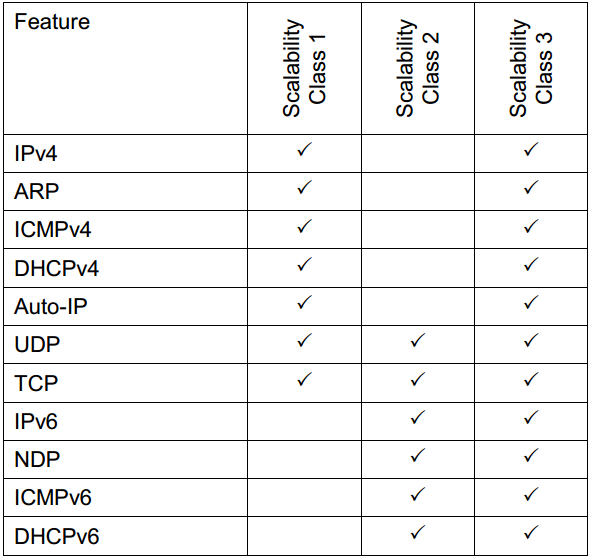 Feature
Scalability
Class 1
Scalability
Class 2
Scalability
Class 3
IPv4 ✓ ✓
ARP ✓ ✓
ICMPv4 ✓ ✓
DHCPv4 ✓ ✓
Auto-IP ✓ ✓
UDP ✓ ✓ ✓
TCP ✓ ✓ ✓
IPv6 ✓ ✓
NDP ✓ ✓
ICMPv6 ✓ ✓
DHCPv6 ✓ ✓